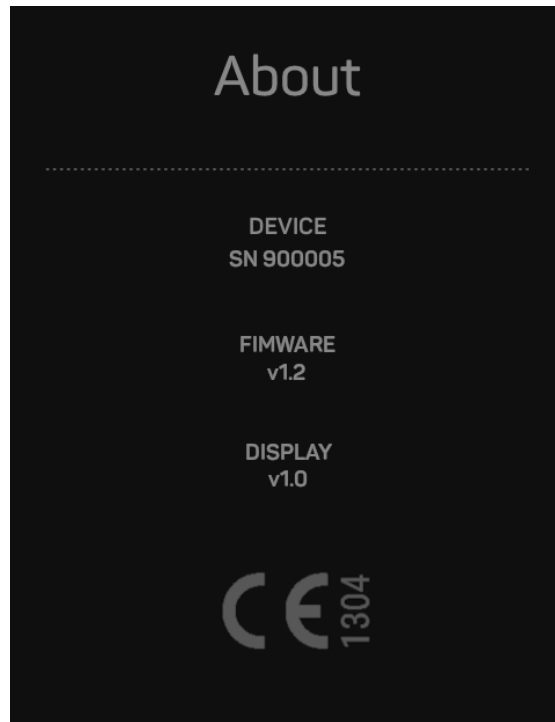 About
DEVICE
SN 900005
FIMWARE
v1.2
DISPLAY
v1.0
CE
1304